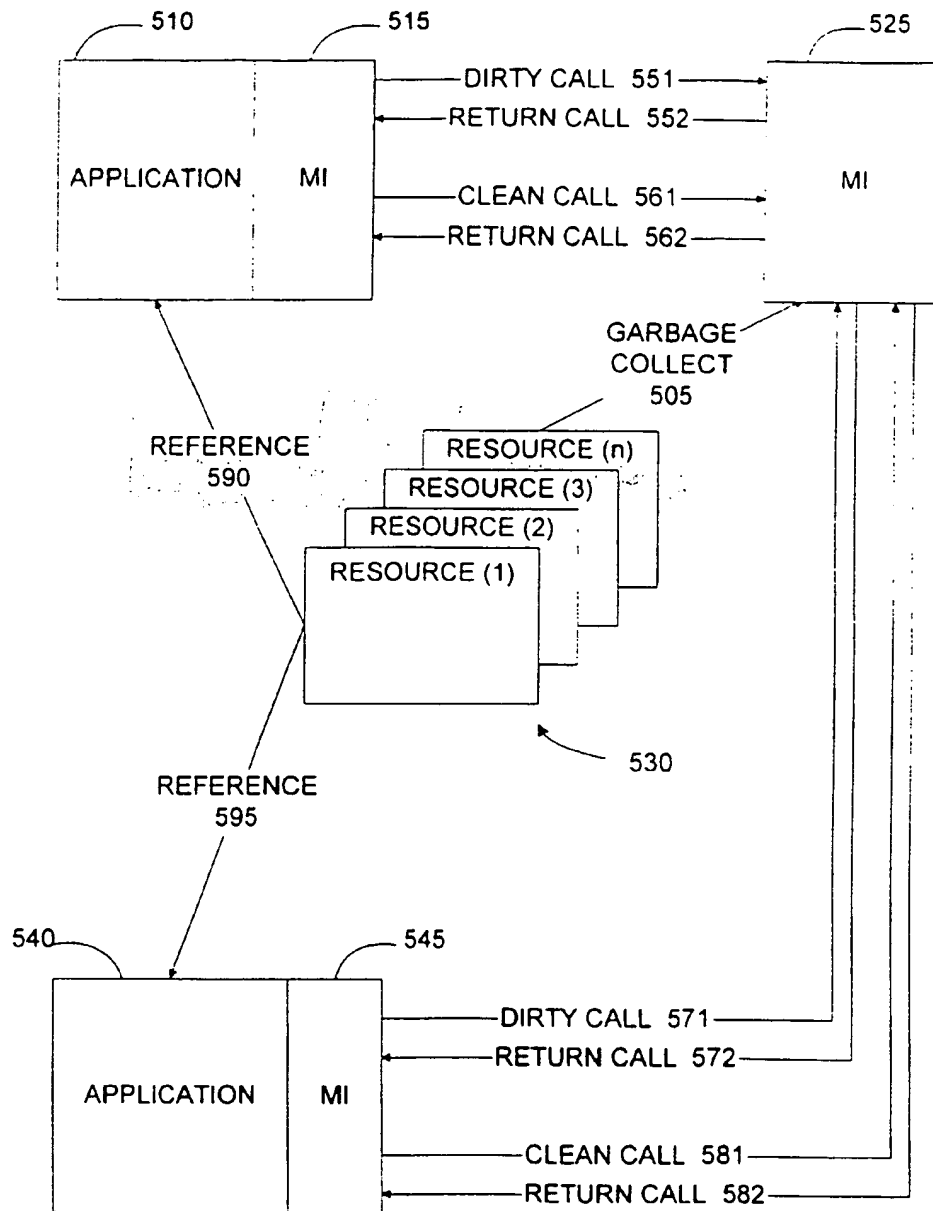 510
515
525
APPLICATION
MI
DIRTY CALL 551
RETURN CALL 552
CLEAN CALL 561
RETURN CALL 562
MI
GARBAGE
COLLECT
505
REFERENCE
590
RESOURCE (n)
RESOURCE (3)
RESOURCE (2)
RESOURCE (1)
530
REFERENCE
595
540
545
APPLICATION
MI
DIRTY CALL 571
RETURN CALL 572
CLEAN CALL 581
RETURN CALL 582